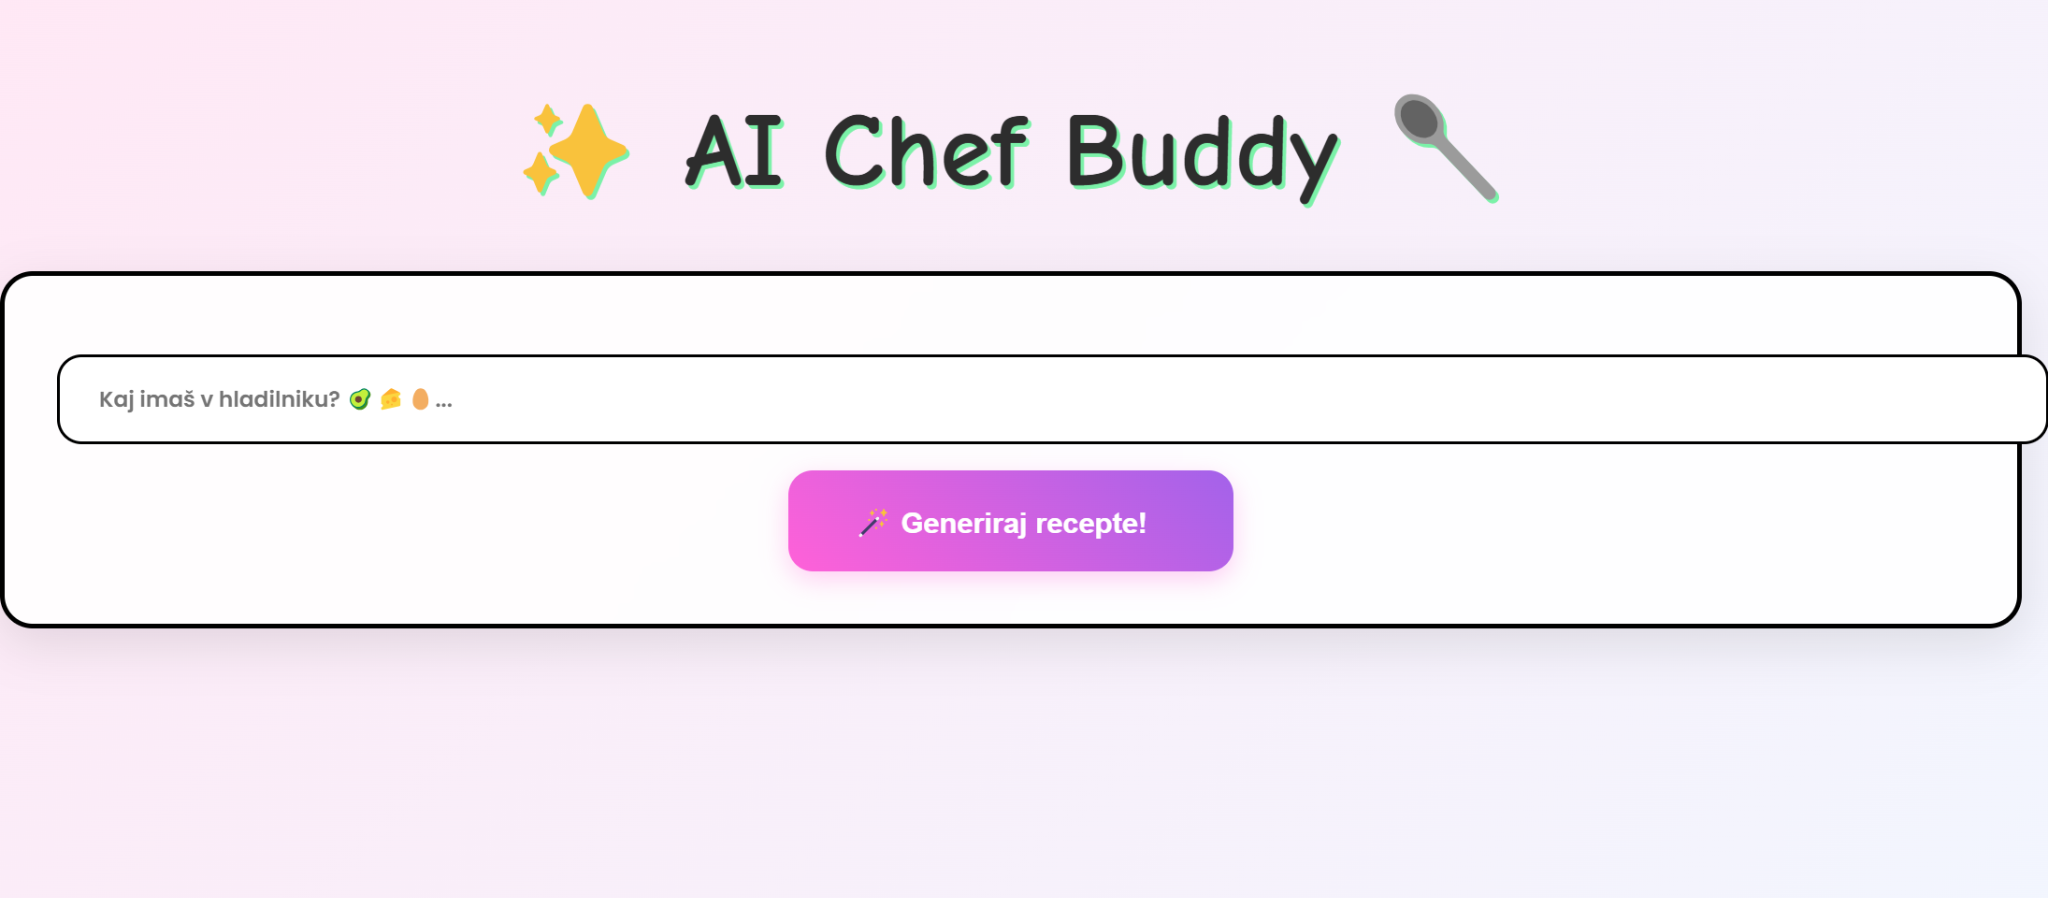 ✨ AI Chef Buddy 🥄
Kaj imaš v hladilniku? 🥑 🧀 🥚...
🪄 Generiraj recepte!